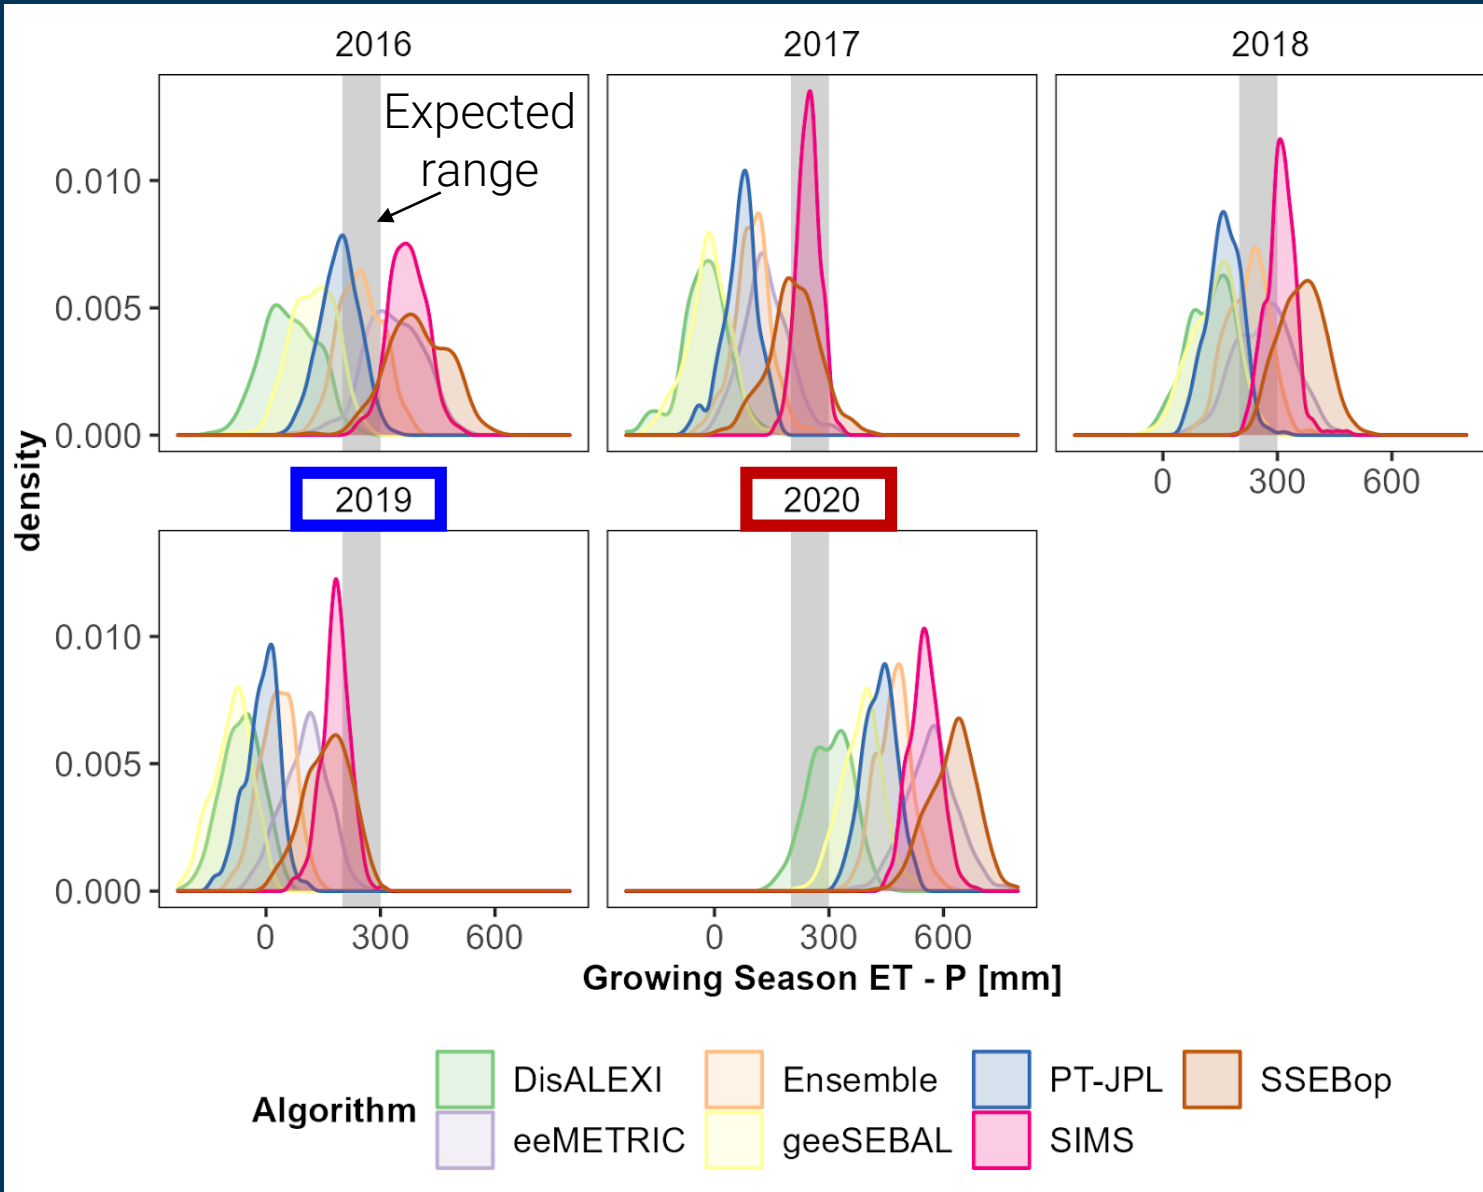 2016
2017
2018
Expected
range
0.010
0.005
0.000
0 300 600
density
2019
2020
0.010
0.005
0.000
0 300 600
0 300 600
Growing Season ET - P [mm]
Algorithm
DisALEXI
Ensemble
PT-JPL
SSEBop
eeMETRIC
geeSEBAL
SIMS